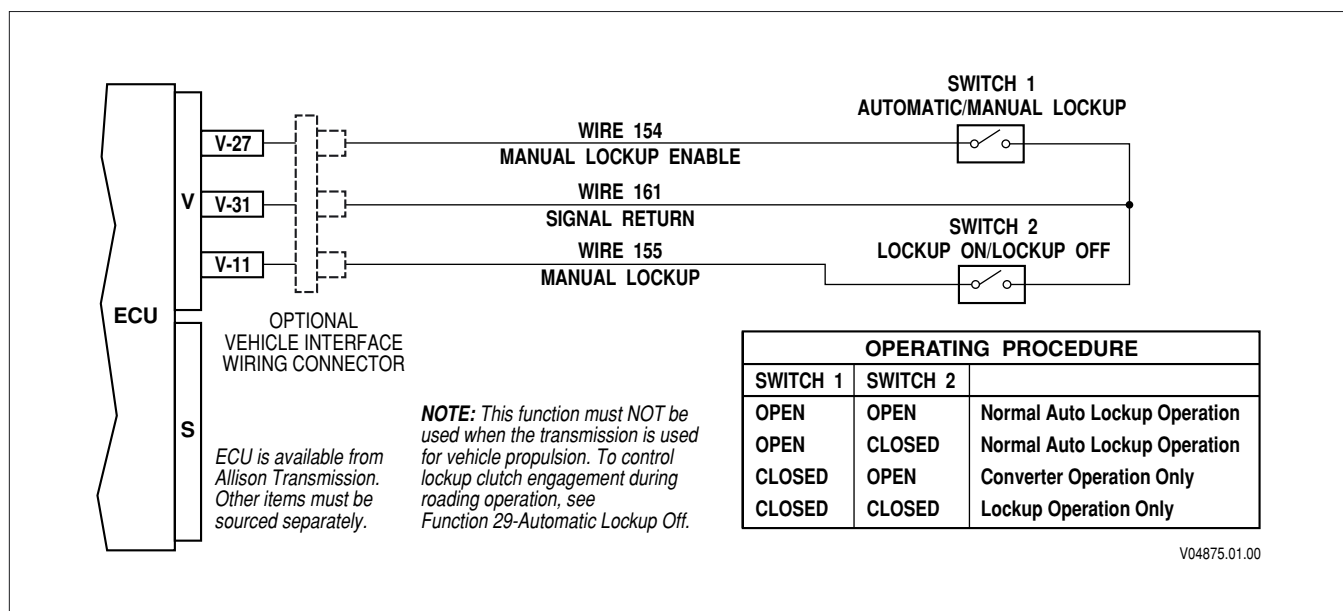 SWITCH 1
AUTOMATIC/MANUAL LOCKUP
V-27
WIRE 154
MANUAL LOCKUP ENABLE
V
V-31
WIRE 161
SIGNAL RETURN
SWITCH 2
LOCKUP ON/LOCKUP OFF
V-11
WIRE 155
MANUAL LOCKUP
ECU
OPTIONAL
VEHICLE INTERFACE
WIRING CONNECTOR
S
ECU is available from
Allison Transmission.
Other items must be
sourced separately.
NOTE: This function must NOT be
used when the transmission is used
for vehicle propulsion. To control
lockup clutch engagement during
roading operation, see
Function 29-Automatic Lockup Off.
OPERATING PROCEDURE
SWITCH 1 SWITCH 2
OPEN OPEN Normal Auto Lockup Operation
OPEN CLOSED Normal Auto Lockup Operation
CLOSED OPEN Converter Operation Only
CLOSED CLOSED Lockup Operation Only
V04875.01.00